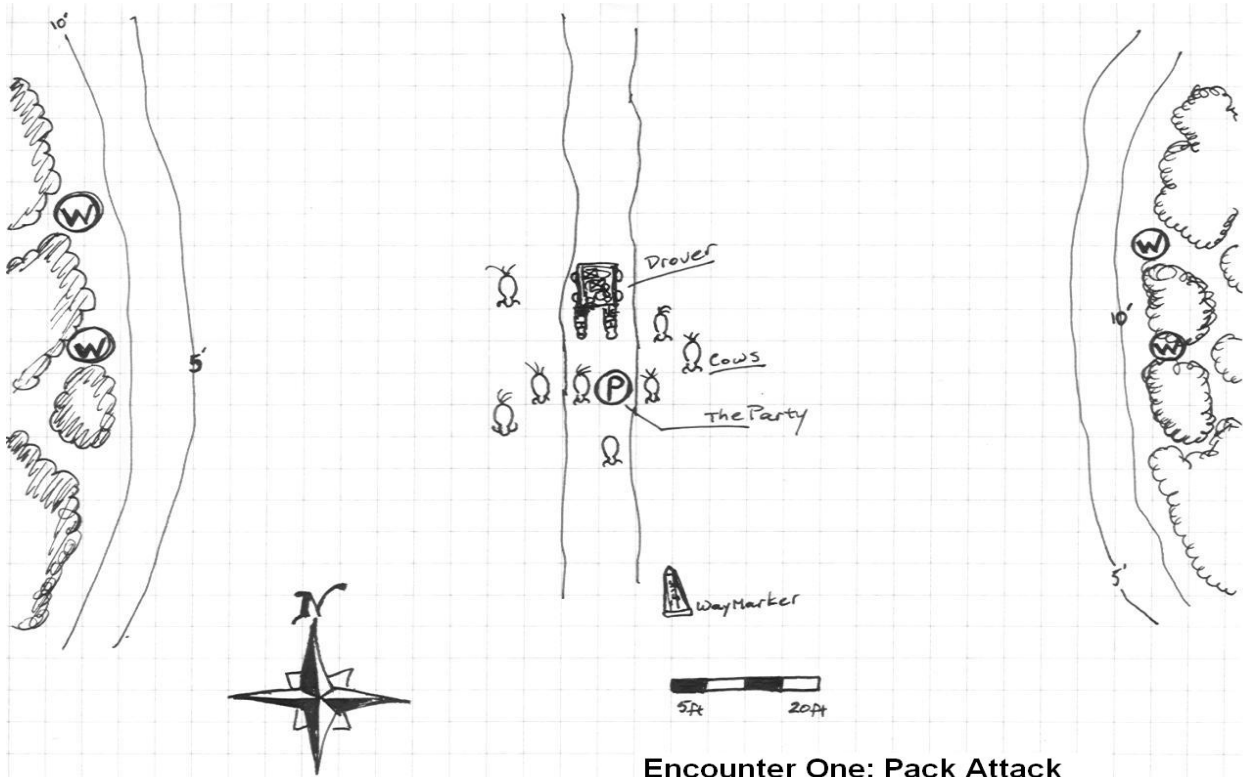 10'
W
Drover
W
10'
W
W
5'
Cows
P
The Party
5'
WayMarker
N
5ft 20ft
Encounter One: Pack Attack